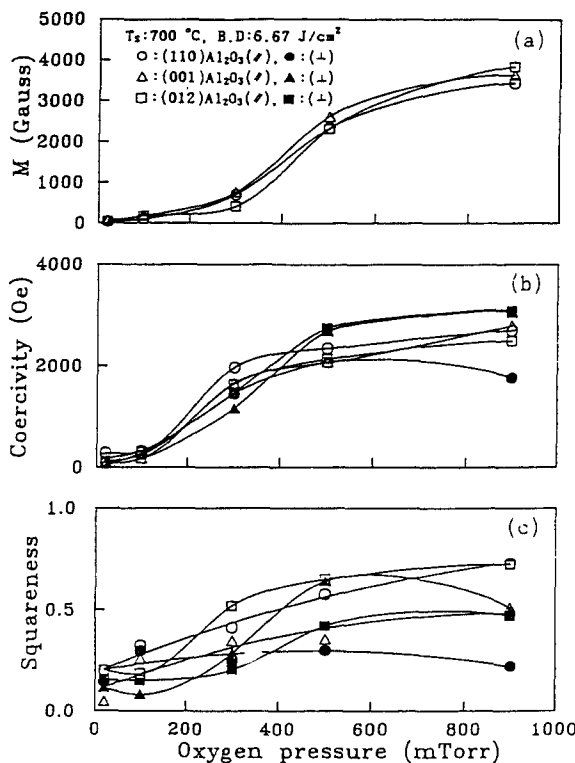 Ts:700 °C, B.D:6.67 J/cm²
○:(110)Al₂O₃(∥), ●:(⊥)
△:(001)Al₂O₃(∥), ▲:(⊥)
□:(012)Al₂O₃(∥), ■:(⊥)
(a)
5000
4000
3000
2000
1000
0
M (Gauss)
(b)
4000
2000
0
Coercivity (Oe)
(c)
1.0
0.5
0.0
Squareness
0 200 400 600 800 1000
Oxygen pressure (mTorr)